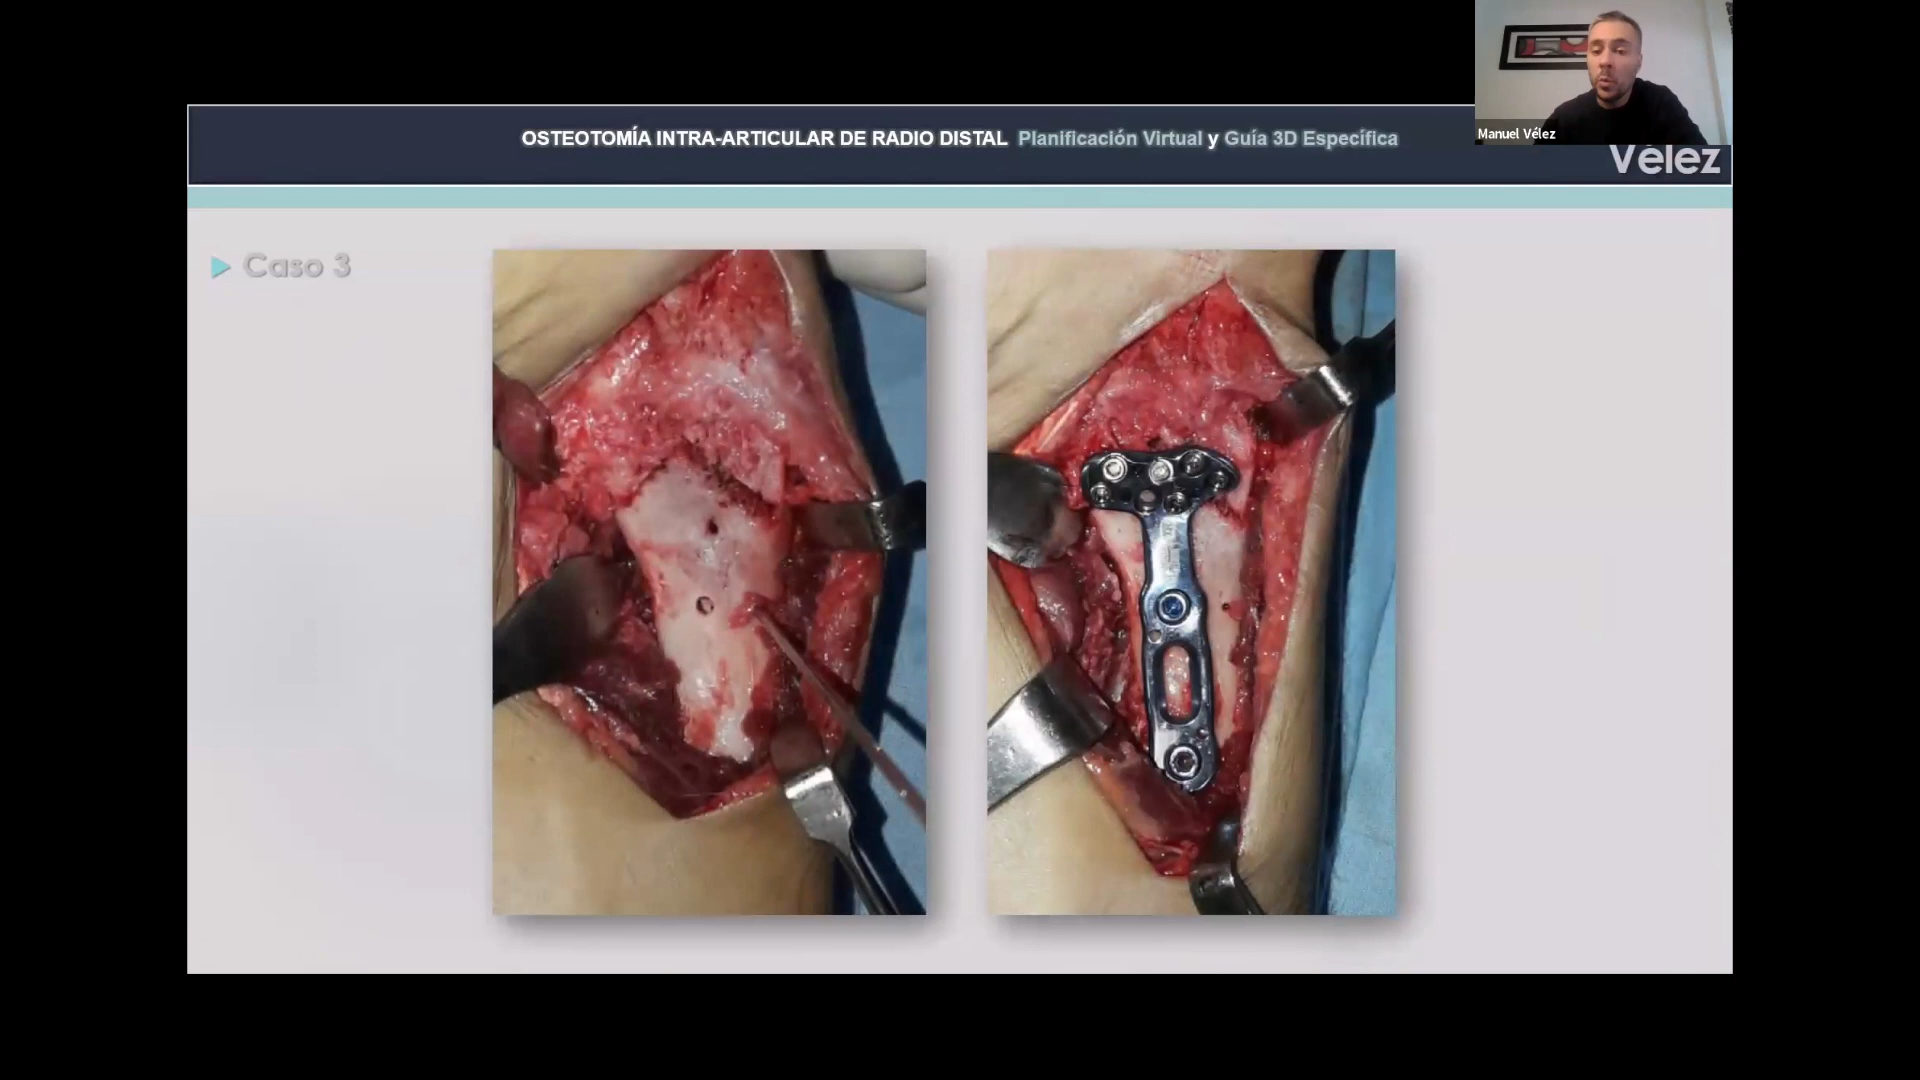 OSTEOTOMÍA INTRA-ARTICULAR DE RADIO DISTAL Planificación Virtual y Guía 3D Específica
Manuel Vélez
Vélez
Caso 3